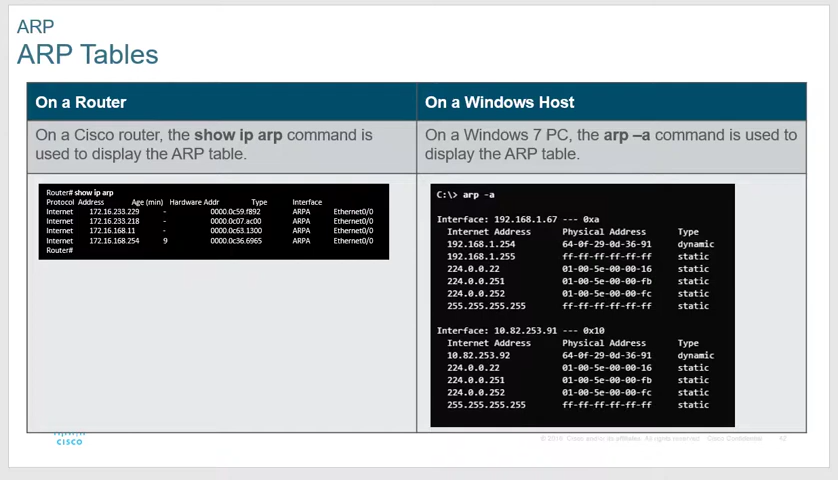 ARP
ARP Tables
On a Router
On a Windows Host
On a Cisco router, the show ip arp command is
used to display the ARP table.
On a Windows 7 PC, the arp –a command is used to
display the ARP table.
Router# show ip arp
Protocol Address Age (min) Hardware Addr Type Interface
Internet 172.16.233.229 - 0000.0c59.f892 ARPA Ethernet0/0
Internet 172.16.233.218 - 0000.0c07.ac00 ARPA Ethernet0/0
Internet 172.16.168.11 - 0000.0c63.1300 ARPA Ethernet0/0
Internet 172.16.168.254 9 0000.0c36.6965 ARPA Ethernet0/0
Router#
C:\> arp -a
Interface: 192.168.1.67 --- 0xa
Internet Address Physical Address Type
192.168.1.254 64-0f-29-0d-36-91 dynamic
192.168.1.255 ff-ff-ff-ff-ff-ff static
224.0.0.22 01-00-5e-00-00-16 static
224.0.0.251 01-00-5e-00-00-fb static
224.0.0.252 01-00-5e-00-00-fc static
255.255.255.255 ff-ff-ff-ff-ff-ff static
Interface: 10.82.253.91 --- 0x10
Internet Address Physical Address Type
10.82.253.92 64-0f-29-0d-36-91 dynamic
224.0.0.22 01-00-5e-00-00-16 static
224.0.0.251 01-00-5e-00-00-fb static
224.0.0.252 01-00-5e-00-00-fc static
255.255.255.255 ff-ff-ff-ff-ff-ff static
CISCO
© 2016 Cisco and/or its affiliates. All rights reserved. Cisco Confidential 42